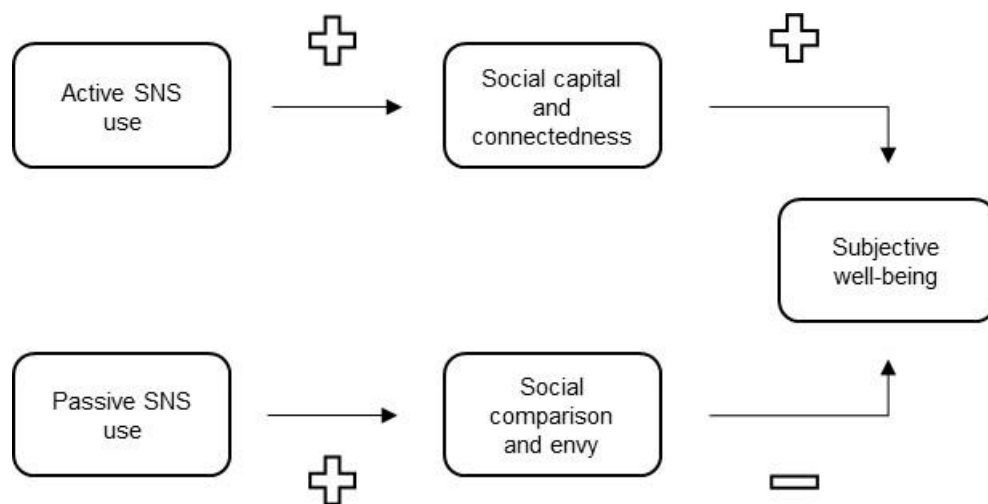 Active SNS
use
Social capital
and
connectedness
Subjective
well-being
Passive SNS
use
Social
comparison
and envy